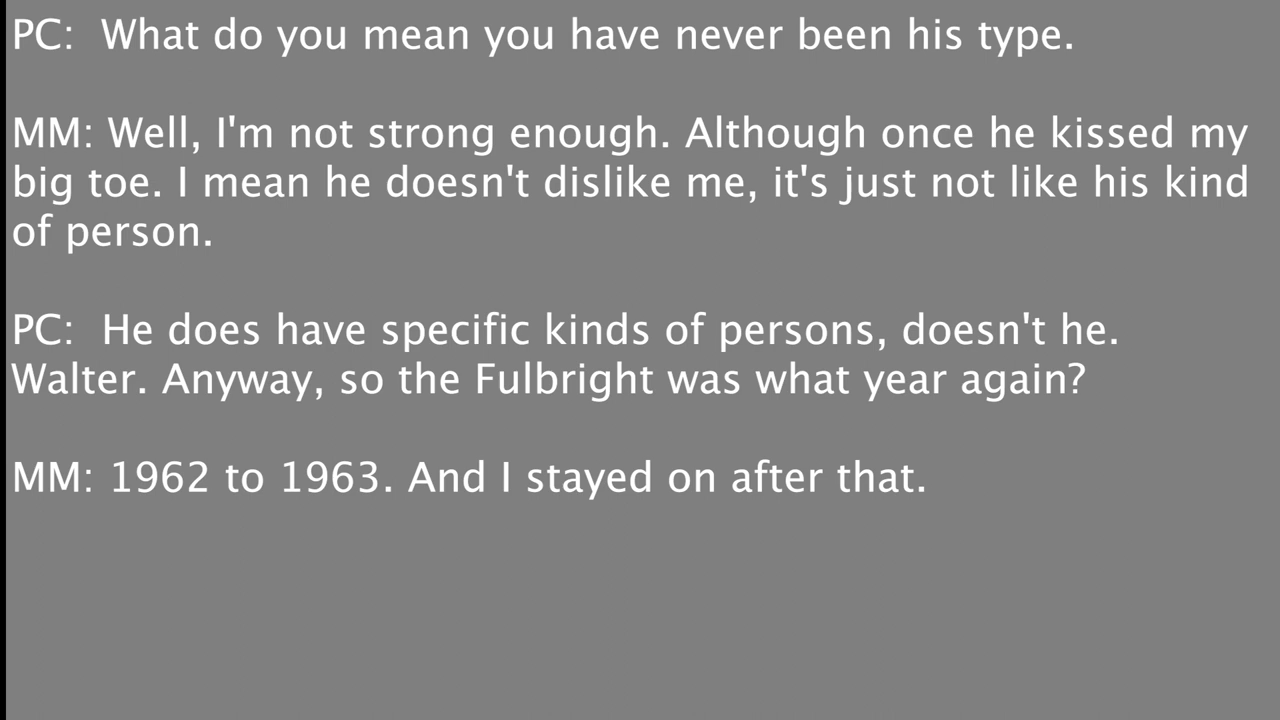 PC:  What do you mean you have never been his type.
MM: Well, I'm not strong enough. Although once he kissed my
big toe. I mean he doesn't dislike me, it's just not like his kind
of person.
PC:  He does have specific kinds of persons, doesn't he.
Walter. Anyway, so the Fulbright was what year again?
MM: 1962 to 1963. And I stayed on after that.